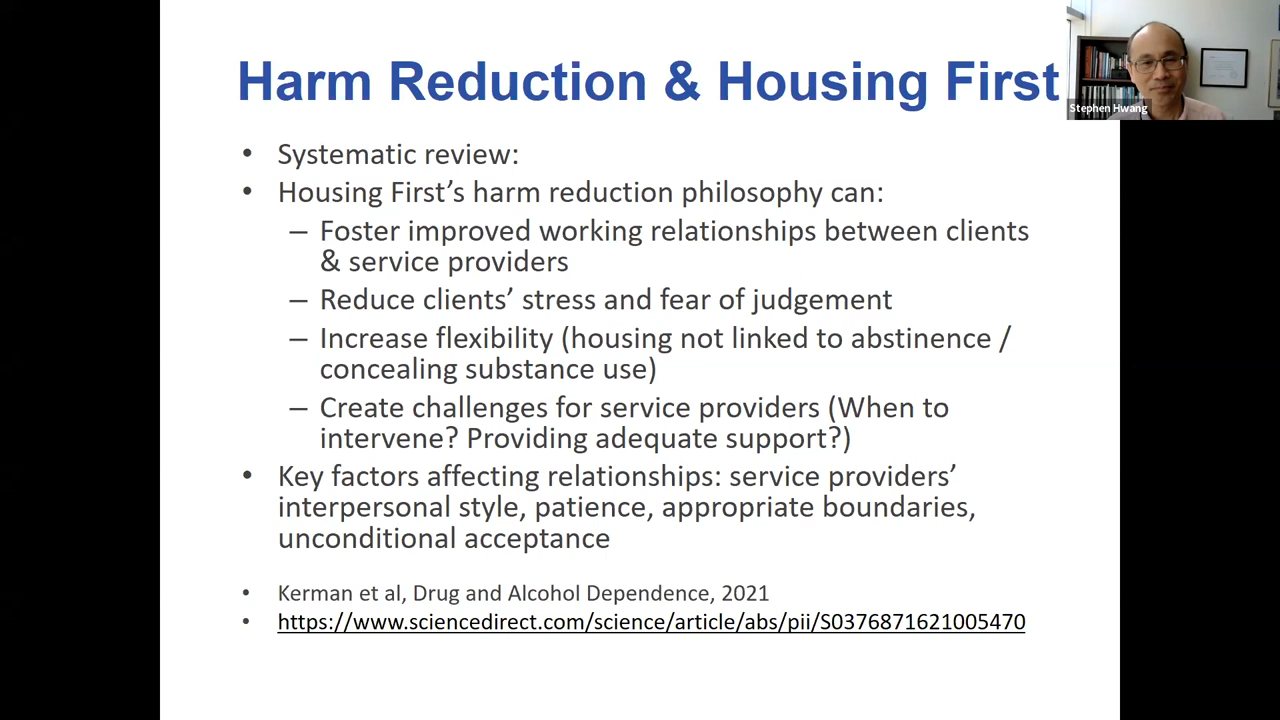 Harm Reduction & Housing First
Stephen Hwang
• Systematic review:
• Housing First’s harm reduction philosophy can:
– Foster improved working relationships between clients
& service providers
– Reduce clients’ stress and fear of judgement
– Increase flexibility (housing not linked to abstinence /
concealing substance use)
– Create challenges for service providers (When to
intervene? Providing adequate support?)
• Key factors affecting relationships: service providers’
interpersonal style, patience, appropriate boundaries,
unconditional acceptance
• Kerman et al, Drug and Alcohol Dependence, 2021
• https://www.sciencedirect.com/science/article/abs/pii/S0376871621005470